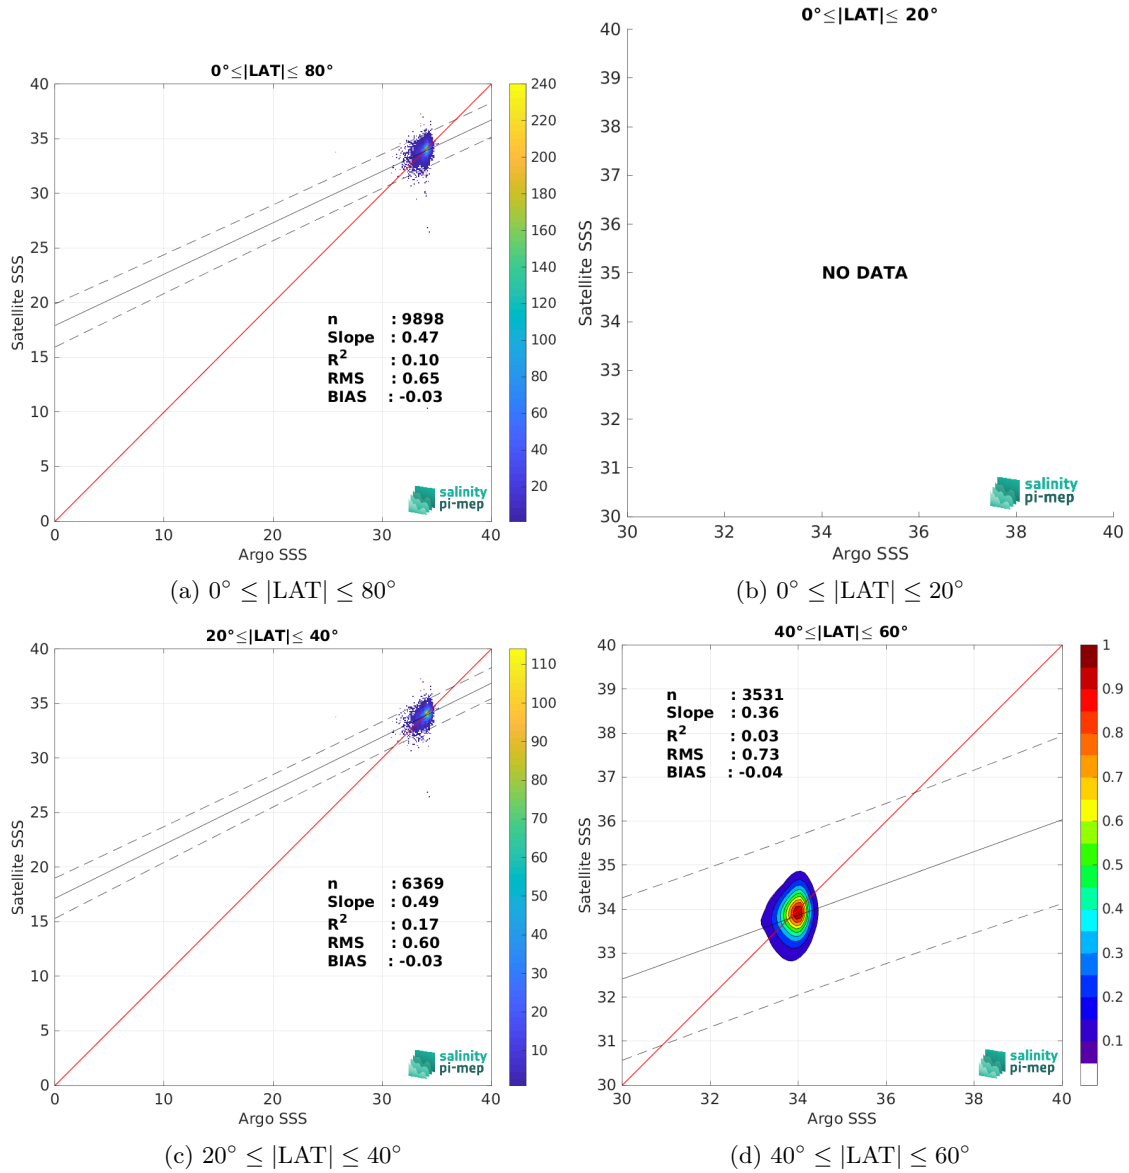 0°≤|LAT|≤ 80°
Satellite SSS
40
35
30
25
20
15
10
5
0
0 10 20 30 40
Argo SSS
n : 9898
Slope : 0.47
R² : 0.10
RMS : 0.65
BIAS : -0.03
salinity
pi-mep
240
220
200
180
160
140
120
100
80
60
40
20
(a) 0° ≤ |LAT| ≤ 80°
0°≤|LAT|≤ 20°
Satellite SSS
40
39
38
37
36
35
34
33
32
31
30
30 32 34 36 38 40
Argo SSS
NO DATA
salinity
pi-mep
(b) 0° ≤ |LAT| ≤ 20°
20°≤|LAT|≤ 40°
Satellite SSS
40
35
30
25
20
15
10
5
0
0 10 20 30 40
Argo SSS
n : 6369
Slope : 0.49
R² : 0.17
RMS : 0.60
BIAS : -0.03
salinity
pi-mep
110
100
90
80
70
60
50
40
30
20
10
(c) 20° ≤ |LAT| ≤ 40°
40°≤|LAT|≤ 60°
Satellite SSS
40
39
38
37
36
35
34
33
32
31
30
30 32 34 36 38 40
Argo SSS
n : 3531
Slope : 0.36
R² : 0.03
RMS : 0.73
BIAS : -0.04
salinity
pi-mep
1
0.9
0.8
0.7
0.6
0.5
0.4
0.3
0.2
0.1
(d) 40° ≤ |LAT| ≤ 60°